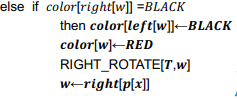 else if color[right[w]] =BLACK
then color[left[w]]←BLACK
color[w]←RED
RIGHT_ROTATE[T,w]
w←right[p[x]]